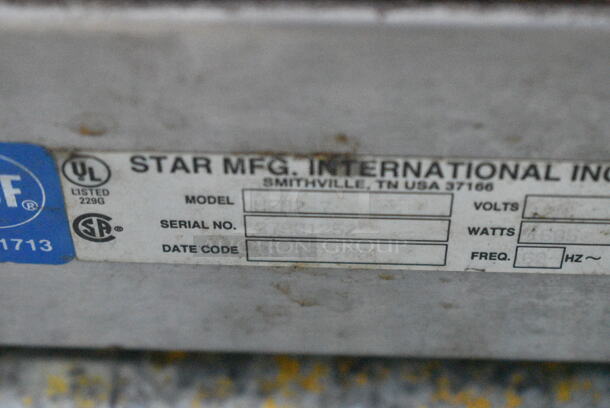 UL
LISTED
229G
®
1713
STAR MFG. INTERNATIONAL INC
SMITHVILLE, TN USA 37166
MODEL
SERIAL NO.
DATE CODE
VOLTS
WATTS
FREQ. HZ~